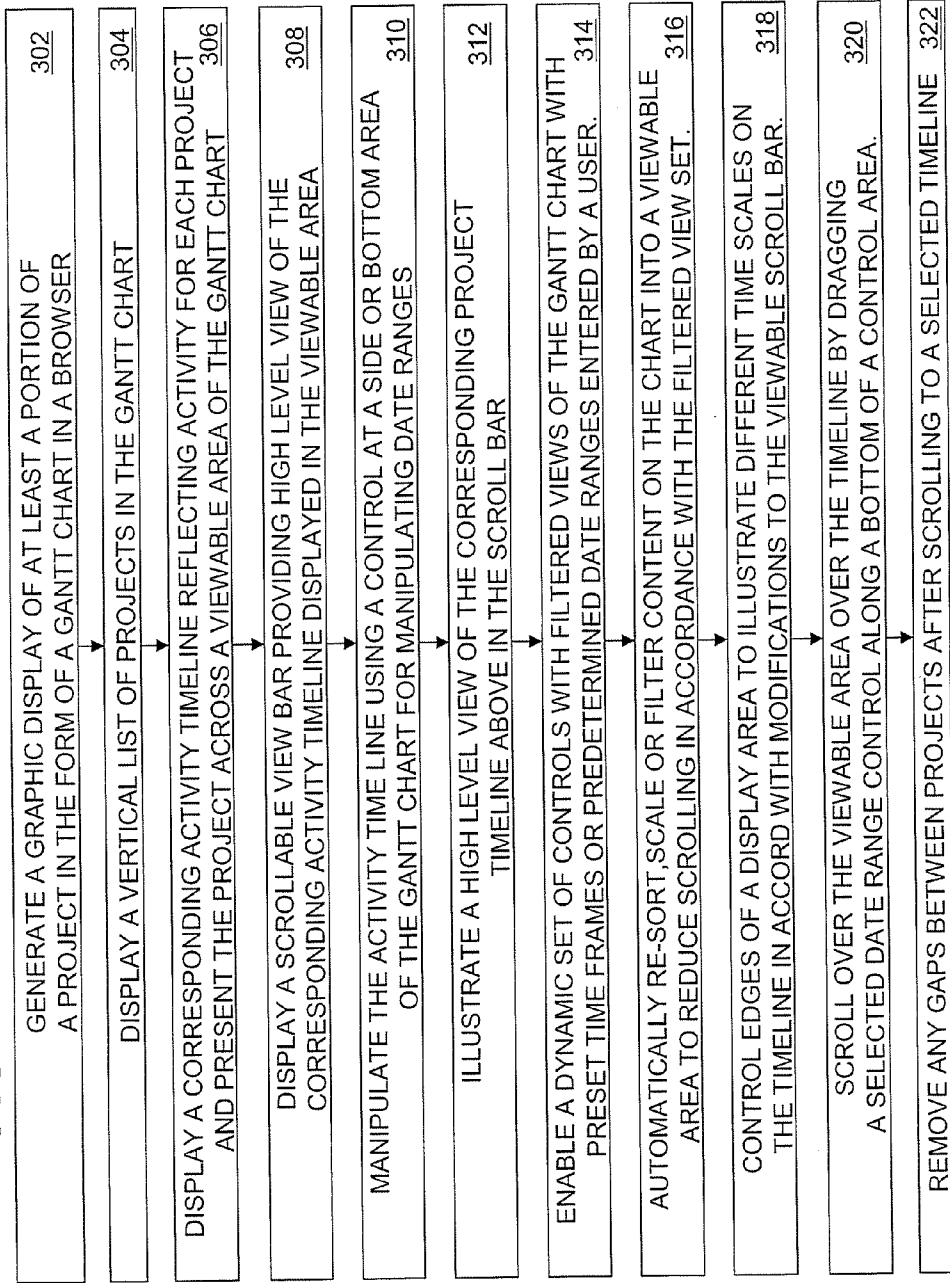 GENERATE A GRAPHIC DISPLAY OF AT LEAST A PORTION OF
A PROJECT IN THE FORM OF A GANTT CHART IN A BROWSER
302
DISPLAY A VERTICAL LIST OF PROJECTS IN THE GANTT CHART
304
DISPLAY A CORRESPONDING ACTIVITY TIMELINE REFLECTING ACTIVITY FOR EACH PROJECT
AND PRESENT THE PROJECT ACROSS A VIEWABLE AREA OF THE GANTT CHART
306
DISPLAY A SCROLLABLE VIEW BAR PROVIDING HIGH LEVEL VIEW OF THE
CORRESPONDING ACTIVITY TIMELINE DISPLAYED IN THE VIEWABLE AREA
308
MANIPULATE THE ACTIVITY TIME LINE USING A CONTROL AT A SIDE OR BOTTOM AREA
OF THE GANTT CHART FOR MANIPULATING DATE RANGES
310
ILLUSTRATE A HIGH LEVEL VIEW OF THE CORRESPONDING PROJECT
TIMELINE ABOVE IN THE SCROLL BAR
312
ENABLE A DYNAMIC SET OF CONTROLS WITH FILTERED VIEWS OF THE GANTT CHART WITH
PRESET TIME FRAMES OR PREDETERMINED DATE RANGES ENTERED BY A USER.
314
AUTOMATICALLY RE-SORT,SCALE OR FILTER CONTENT ON THE CHART INTO A VIEWABLE
AREA TO REDUCE SCROLLING IN ACCORDANCE WITH THE FILTERED VIEW SET.
316
CONTROL EDGES OF A DISPLAY AREA TO ILLUSTRATE DIFFERENT TIME SCALES ON
THE TIMELINE IN ACCORD WITH MODIFICATIONS TO THE VIEWABLE SCROLL BAR.
318
SCROLL OVER THE VIEWABLE AREA OVER THE TIMELINE BY DRAGGING
A SELECTED DATE RANGE CONTROL ALONG A BOTTOM OF A CONTROL AREA.
320
REMOVE ANY GAPS BETWEEN PROJECTS AFTER SCROLLING TO A SELECTED TIMELINE
322